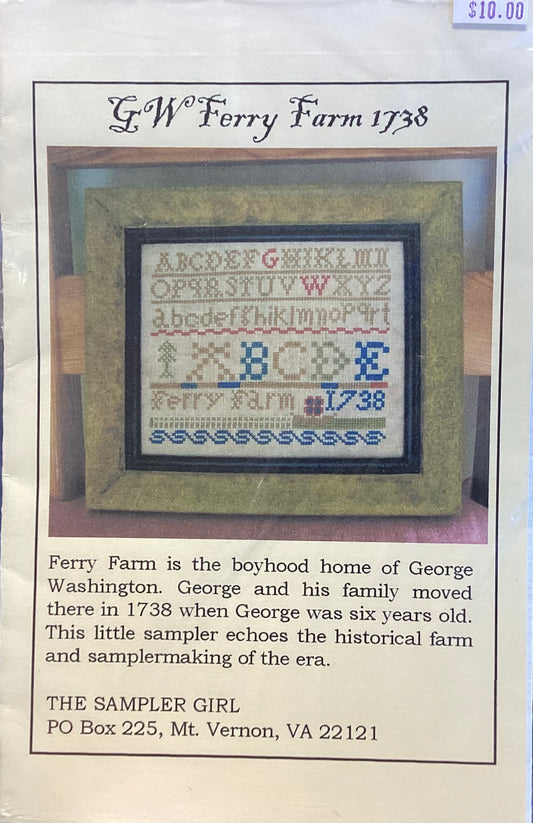 $10.00
GW Ferry Farm 1738
ABCDEFGHIKLM
OPQRSTUVWXYZ
abcdefghiklmnopqrt
ABCDE
Ferry Farm 1738
Ferry Farm is the boyhood home of George
Washington. George and his family moved
there in 1738 when George was six years old.
This little sampler echoes the historical farm
and samplermaking of the era.
THE SAMPLER GIRL
PO Box 225, Mt. Vernon, VA 22121